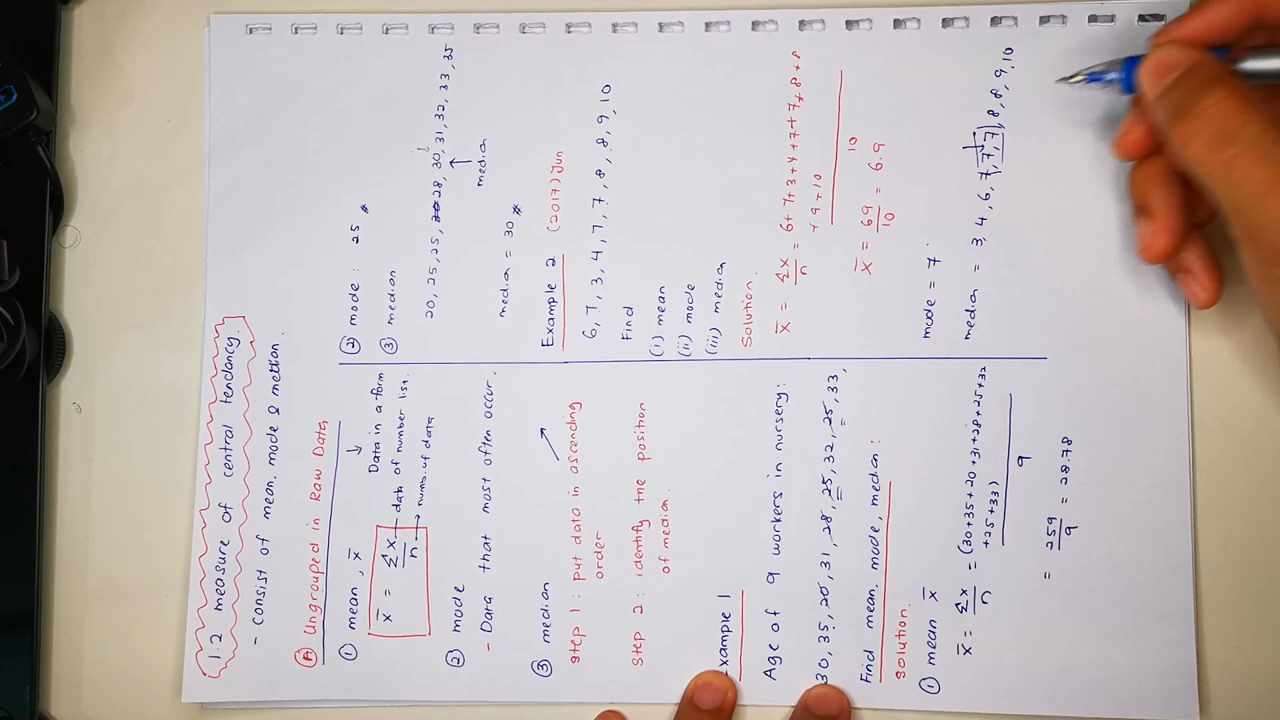 1.2 measure of central tendancy.
- consist of mean, mode & mettion.
A Ungrouped in Raw Data
① mean, x̄
↓
Data in a form
of number list.
x̄ = Σx → data
n → numb. of data
② mode
- Data that most often occur.
③ median
step 1 : put data in ascending
order
step 2 : identify the position
of median.
Example 1
Age of 9 workers in nursery:
30, 35, 20, 31, 28, 25, 32, 25, 33,
Find mean, mode, median:
solution.
① mean x̄
x̄ = Σx = (30+35+20+31+28+25+32
n
+25+33)
9
= 259 = 28.78
9
② mode : 25 #
③ median
20, 25, 25, 28, 30, 31, 32, 33, 35
↑
median
median = 30 #
Example 2 (2017) jun
6, 7, 3, 4, 7, 7, 8, 8, 9, 10
Find
(i) mean
(ii) mode
(iii) median
Solution.
x̄ = Σx = 6+7+3+4+7+7+8+8
n
+9+10
10
x̄ = 69 = 6.9
10
mode = 7
median = 3, 4, 6, 7, 7, 7, 8, 8, 9, 10